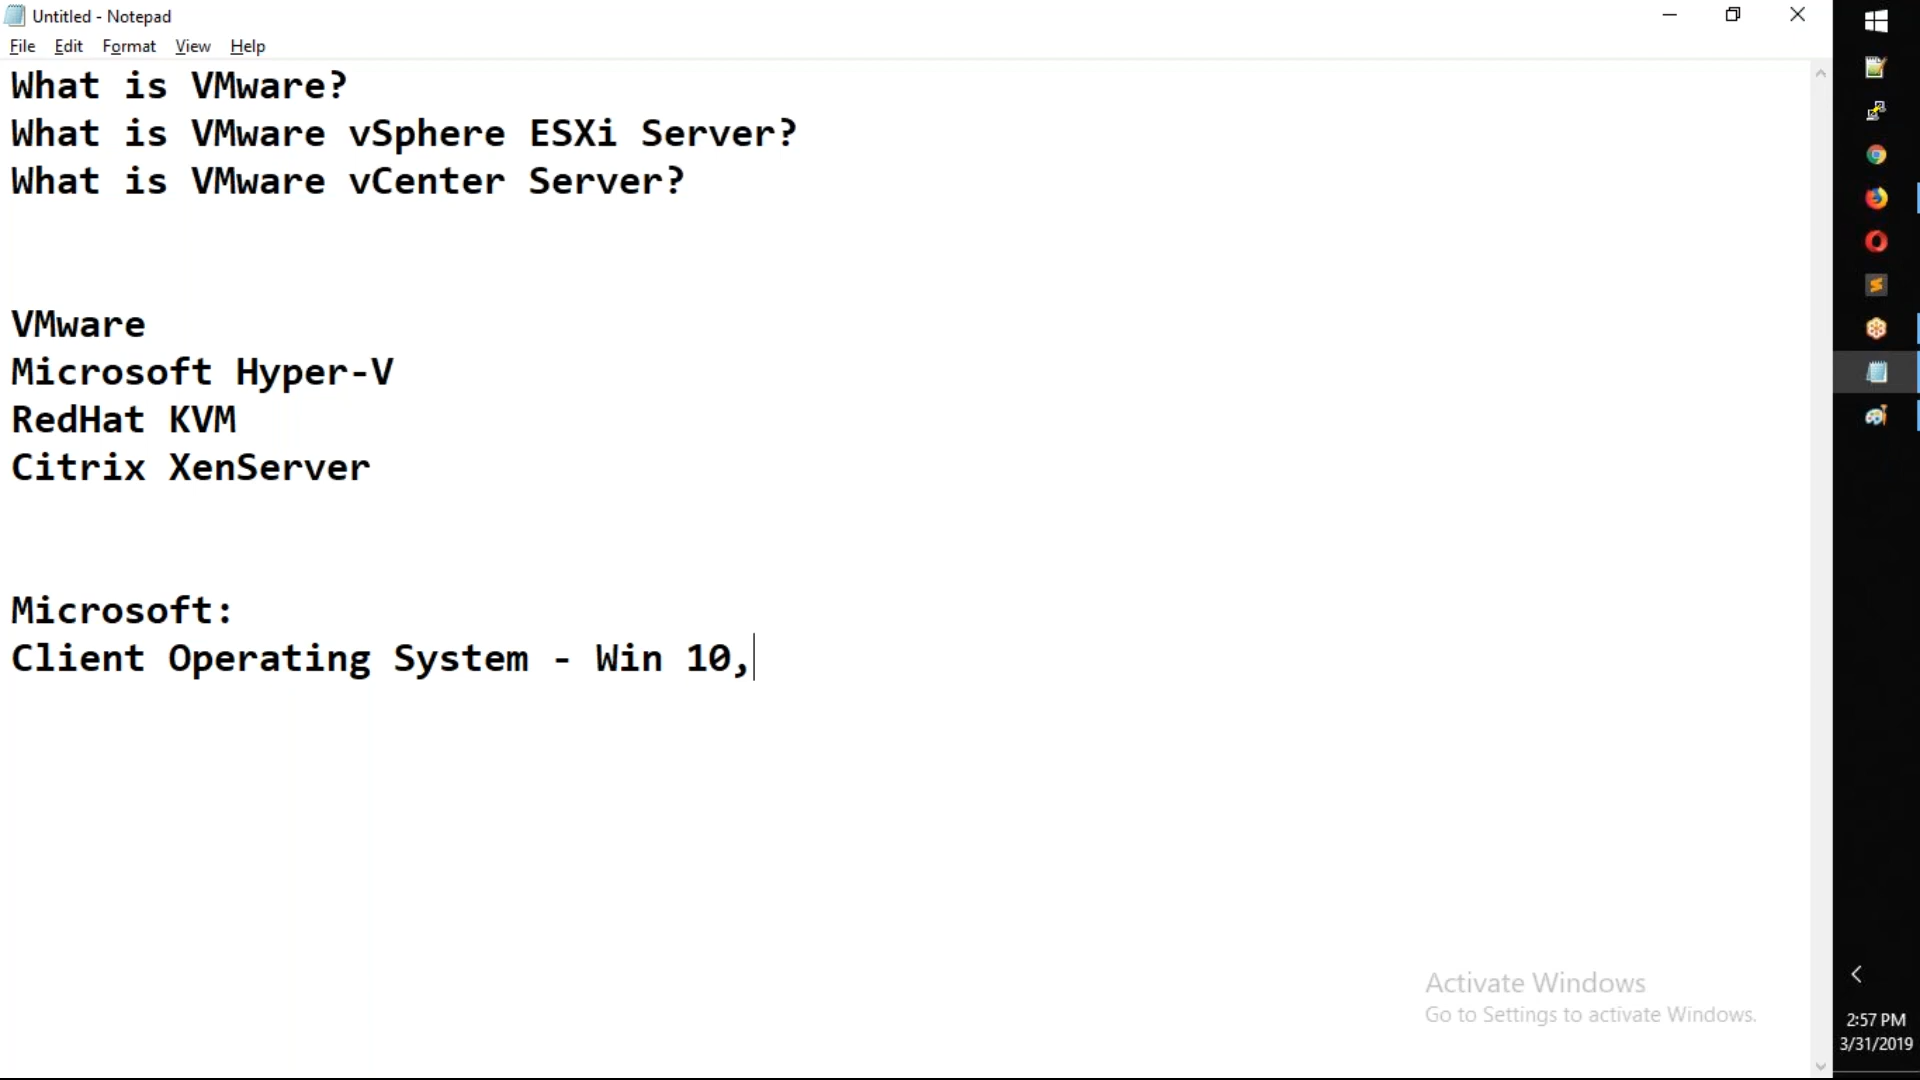 Untitled - Notepad
File Edit Format View Help
What is VMware?
What is VMware vSphere ESXi Server?
What is VMware vCenter Server?
VMware
Microsoft Hyper-V
RedHat KVM
Citrix XenServer
Microsoft:
Client Operating System - Win 10,
Activate Windows
Go to Settings to activate Windows.
2:57 PM
3/31/2019